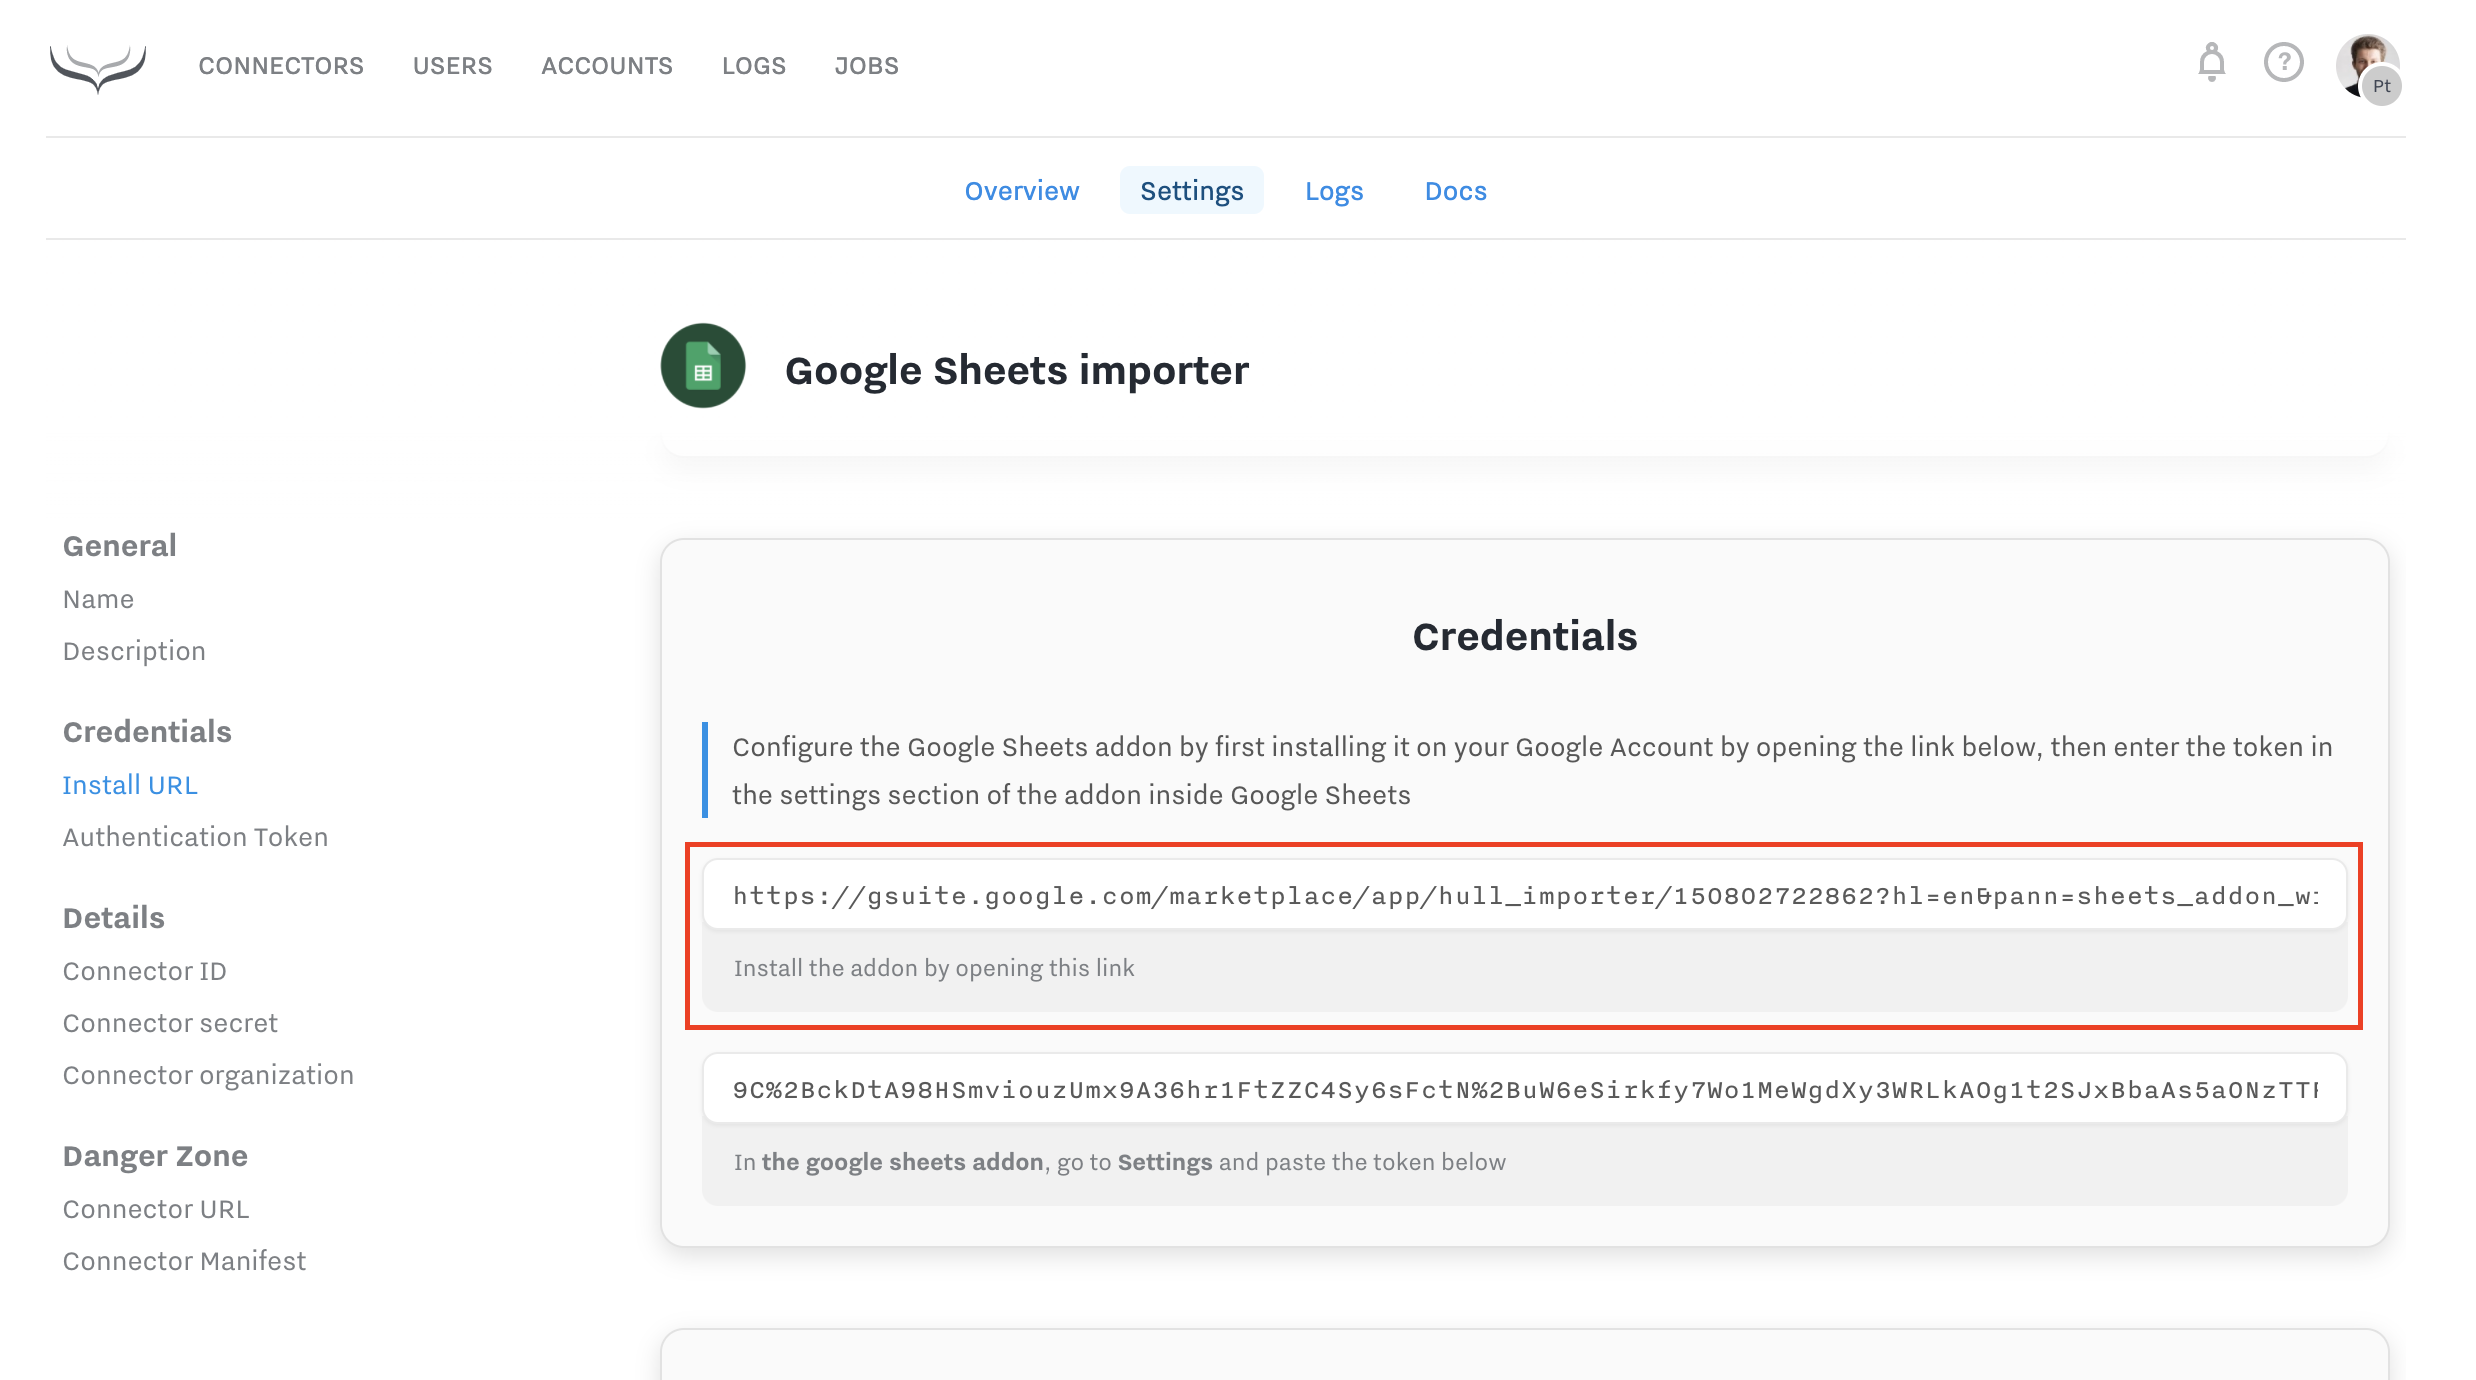 CONNECTORS USERS ACCOUNTS LOGS JOBS
Pt
Overview Settings Logs Docs
Google Sheets importer
General
Name
Description
Credentials
Install URL
Authentication Token
Details
Connector ID
Connector secret
Connector organization
Danger Zone
Connector URL
Connector Manifest
Credentials
Configure the Google Sheets addon by first installing it on your Google Account by opening the link below, then enter the token in
the settings section of the addon inside Google Sheets
https://gsuite.google.com/marketplace/app/hull_importer/150802722862?hl=en&pann=sheets_addon_wi
Install the addon by opening this link
9C%2BckDtA98HSmviouzUmx9A36hr1FtZZC4Sy6sFctN%2BuW6eSirkfy7Wo1MeWgdXy3WRLkAOg1t2SJxBbaAs5aONzTTF
In the google sheets addon, go to Settings and paste the token below